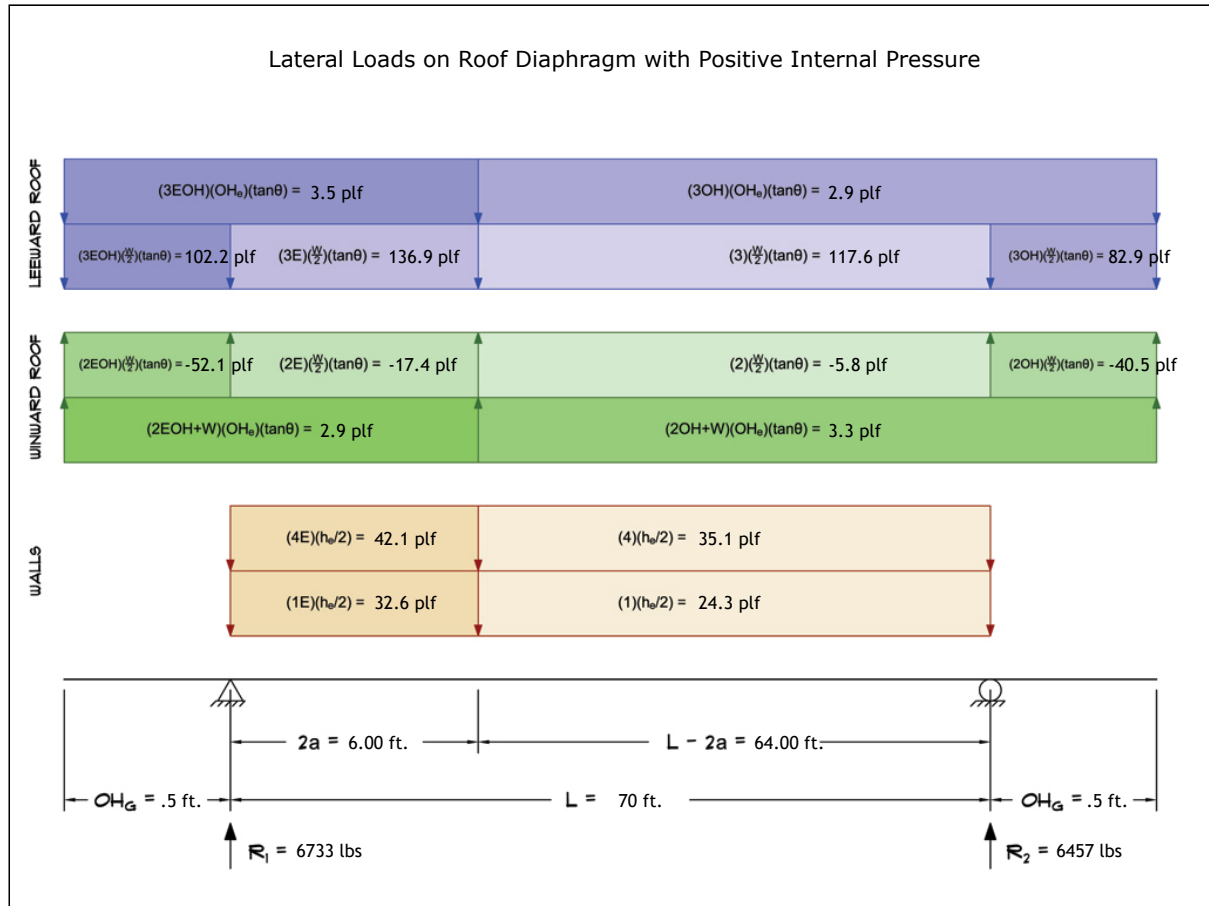 Lateral Loads on Roof Diaphragm with Positive Internal Pressure
LEEWARD ROOF
(3EOH)(OHₑ)(tanθ) = 3.5 plf
(3OH)(OHₑ)(tanθ) = 2.9 plf
(3EOH)(W/2)(tanθ) = 102.2 plf
(3E)(W/2)(tanθ) = 136.9 plf
(3)(W/2)(tanθ) = 117.6 plf
(3OH)(W/2)(tanθ) = 82.9 plf
WINWARD ROOF
(2EOH)(W/2)(tanθ) = -52.1 plf
(2E)(W/2)(tanθ) = -17.4 plf
(2)(W/2)(tanθ) = -5.8 plf
(2OH)(W/2)(tanθ) = -40.5 plf
(2EOH+W)(OHₑ)(tanθ) = 2.9 plf
(2OH+W)(OHₑ)(tanθ) = 3.3 plf
WALLS
(4E)(hₑ/2) = 42.1 plf
(4)(hₑ/2) = 35.1 plf
(1E)(hₑ/2) = 32.6 plf
(1)(hₑ/2) = 24.3 plf
2a = 6.00 ft.
L - 2a = 64.00 ft.
OH_G = .5 ft.
L = 70 ft.
OH_G = .5 ft.
R₁ = 6733 lbs
R₂ = 6457 lbs